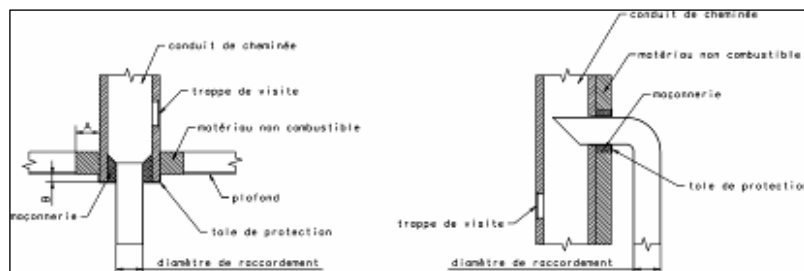 conduit de cheminée
trappe de visite
matériau non combustible
A
B
plafond
maçonnerie
tole de protection
diamètre de raccordement
conduit de cheminée
matériau non combustible
maçonnerie
tole de protection
trappe de visite
diamètre de raccordement